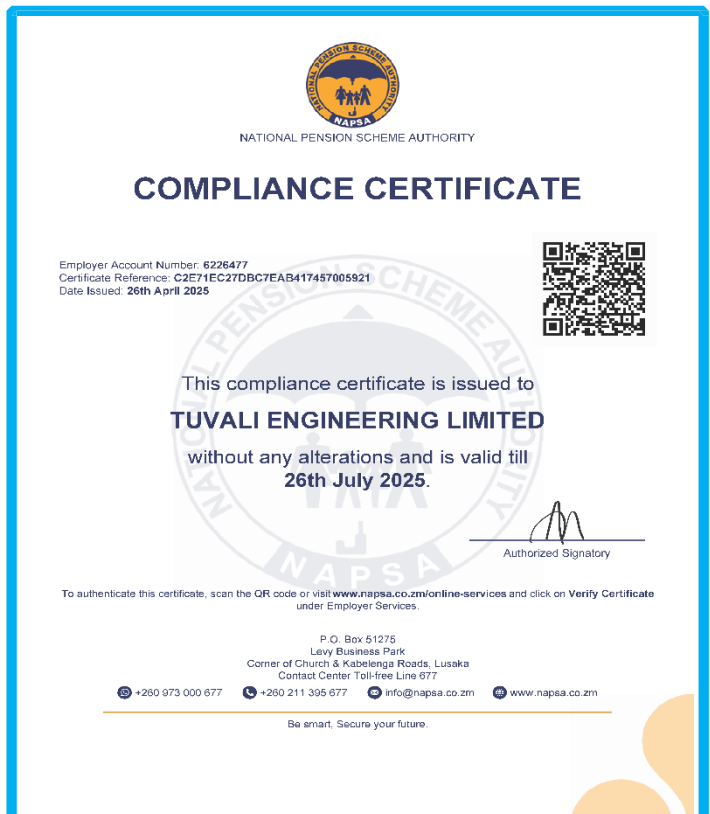 NATIONAL PENSION SCHEME AUTHORITY
NAPSA
NATIONAL PENSION SCHEME AUTHORITY
COMPLIANCE CERTIFICATE
Employer Account Number: 6226477
Certificate Reference: C2E71EC27DBC7EAB417457005921
Date Issued: 26th April 2025
NATIONAL PENSION SCHEME AUTHORITY
NAPSA
This compliance certificate is issued to
TUVALI ENGINEERING LIMITED
without any alterations and is valid till
26th July 2025.
Authorized Signatory
To authenticate this certificate, scan the QR code or visit www.napsa.co.zm/online-services and click on Verify Certificate
under Employer Services.
P.O. Box 51275
Levy Business Park
Corner of Church & Kabelenga Roads, Lusaka
Contact Center Toll-free Line 677
+260 973 000 677 +260 211 395 677 info@napsa.co.zm www.napsa.co.zm
Be smart, Secure your future.